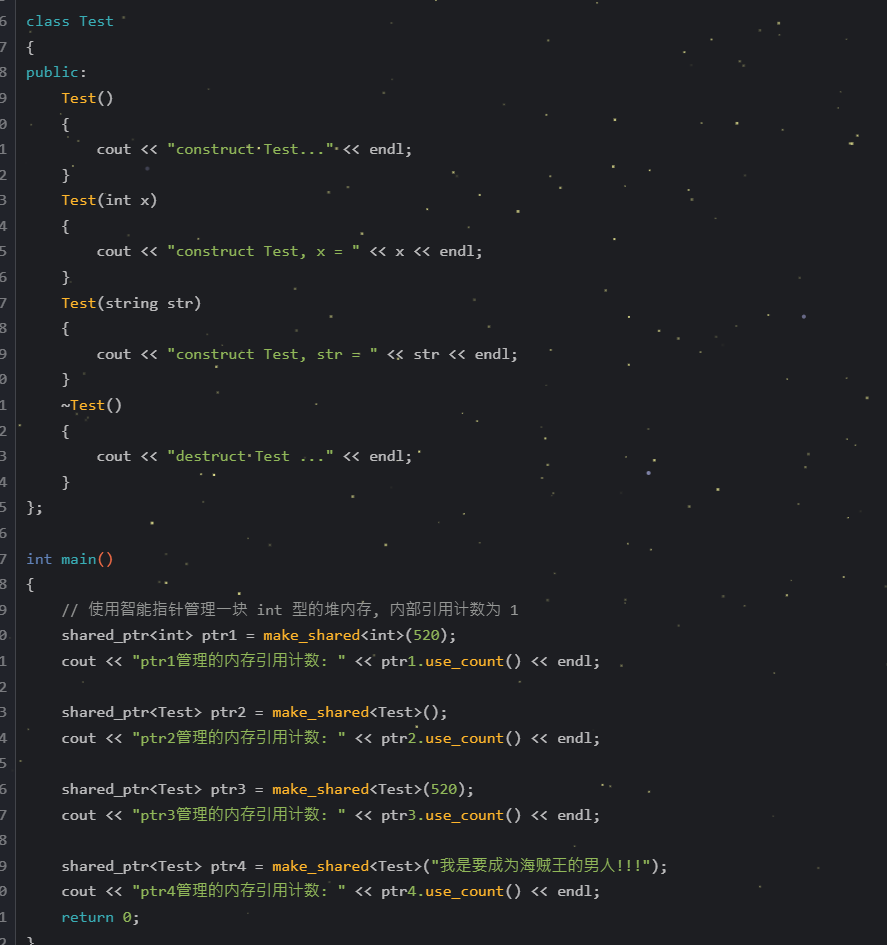 6 class Test
7 {
8 public:
9     Test()
0     {
1         cout << "construct Test..." << endl;
2     }
3     Test(int x)
4     {
5         cout << "construct Test, x = " << x << endl;
6     }
7     Test(string str)
8     {
9         cout << "construct Test, str = " << str << endl;
0     }
1     ~Test()
2     {
3         cout << "destruct Test ..." << endl;
4     }
5 };
6
7 int main()
8 {
9     // 使用智能指针管理一块 int 型的堆内存, 内部引用计数为 1
0     shared_ptr<int> ptr1 = make_shared<int>(520);
1     cout << "ptr1管理的内存引用计数: " << ptr1.use_count() << endl;
2
3     shared_ptr<Test> ptr2 = make_shared<Test>();
4     cout << "ptr2管理的内存引用计数: " << ptr2.use_count() << endl;
5
6     shared_ptr<Test> ptr3 = make_shared<Test>(520);
7     cout << "ptr3管理的内存引用计数: " << ptr3.use_count() << endl;
8
9     shared_ptr<Test> ptr4 = make_shared<Test>("我是要成为海贼王的男人!!!");
0     cout << "ptr4管理的内存引用计数: " << ptr4.use_count() << endl;
1     return 0;
2 }